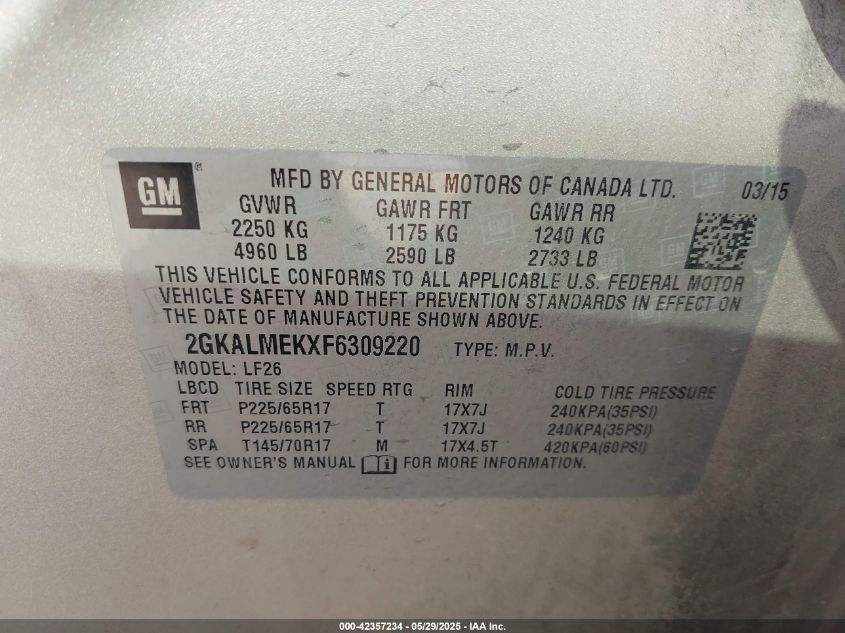 GM ®
MFD BY GENERAL MOTORS OF CANADA LTD. 03/15
GVWR GAWR FRT GAWR RR
2250 KG 1175 KG 1240 KG
4960 LB 2590 LB 2733 LB
THIS VEHICLE CONFORMS TO ALL APPLICABLE U.S. FEDERAL MOTOR
VEHICLE SAFETY AND THEFT PREVENTION STANDARDS IN EFFECT ON
THE DATE OF MANUFACTURE SHOWN ABOVE.
2GKALMEKXF6309220 TYPE: M.P.V.
MODEL: LF26
LBCD TIRE SIZE SPEED RTG RIM COLD TIRE PRESSURE
FRT P225/65R17 T 17X7J 240KPA(35PSI)
RR P225/65R17 T 17X7J 240KPA(35PSI)
SPA T145/70R17 M 17X4.5T 420KPA(60PSI)
SEE OWNER'S MANUAL i FOR MORE INFORMATION.
000-42357234 - 05/29/2025 - IAA Inc.